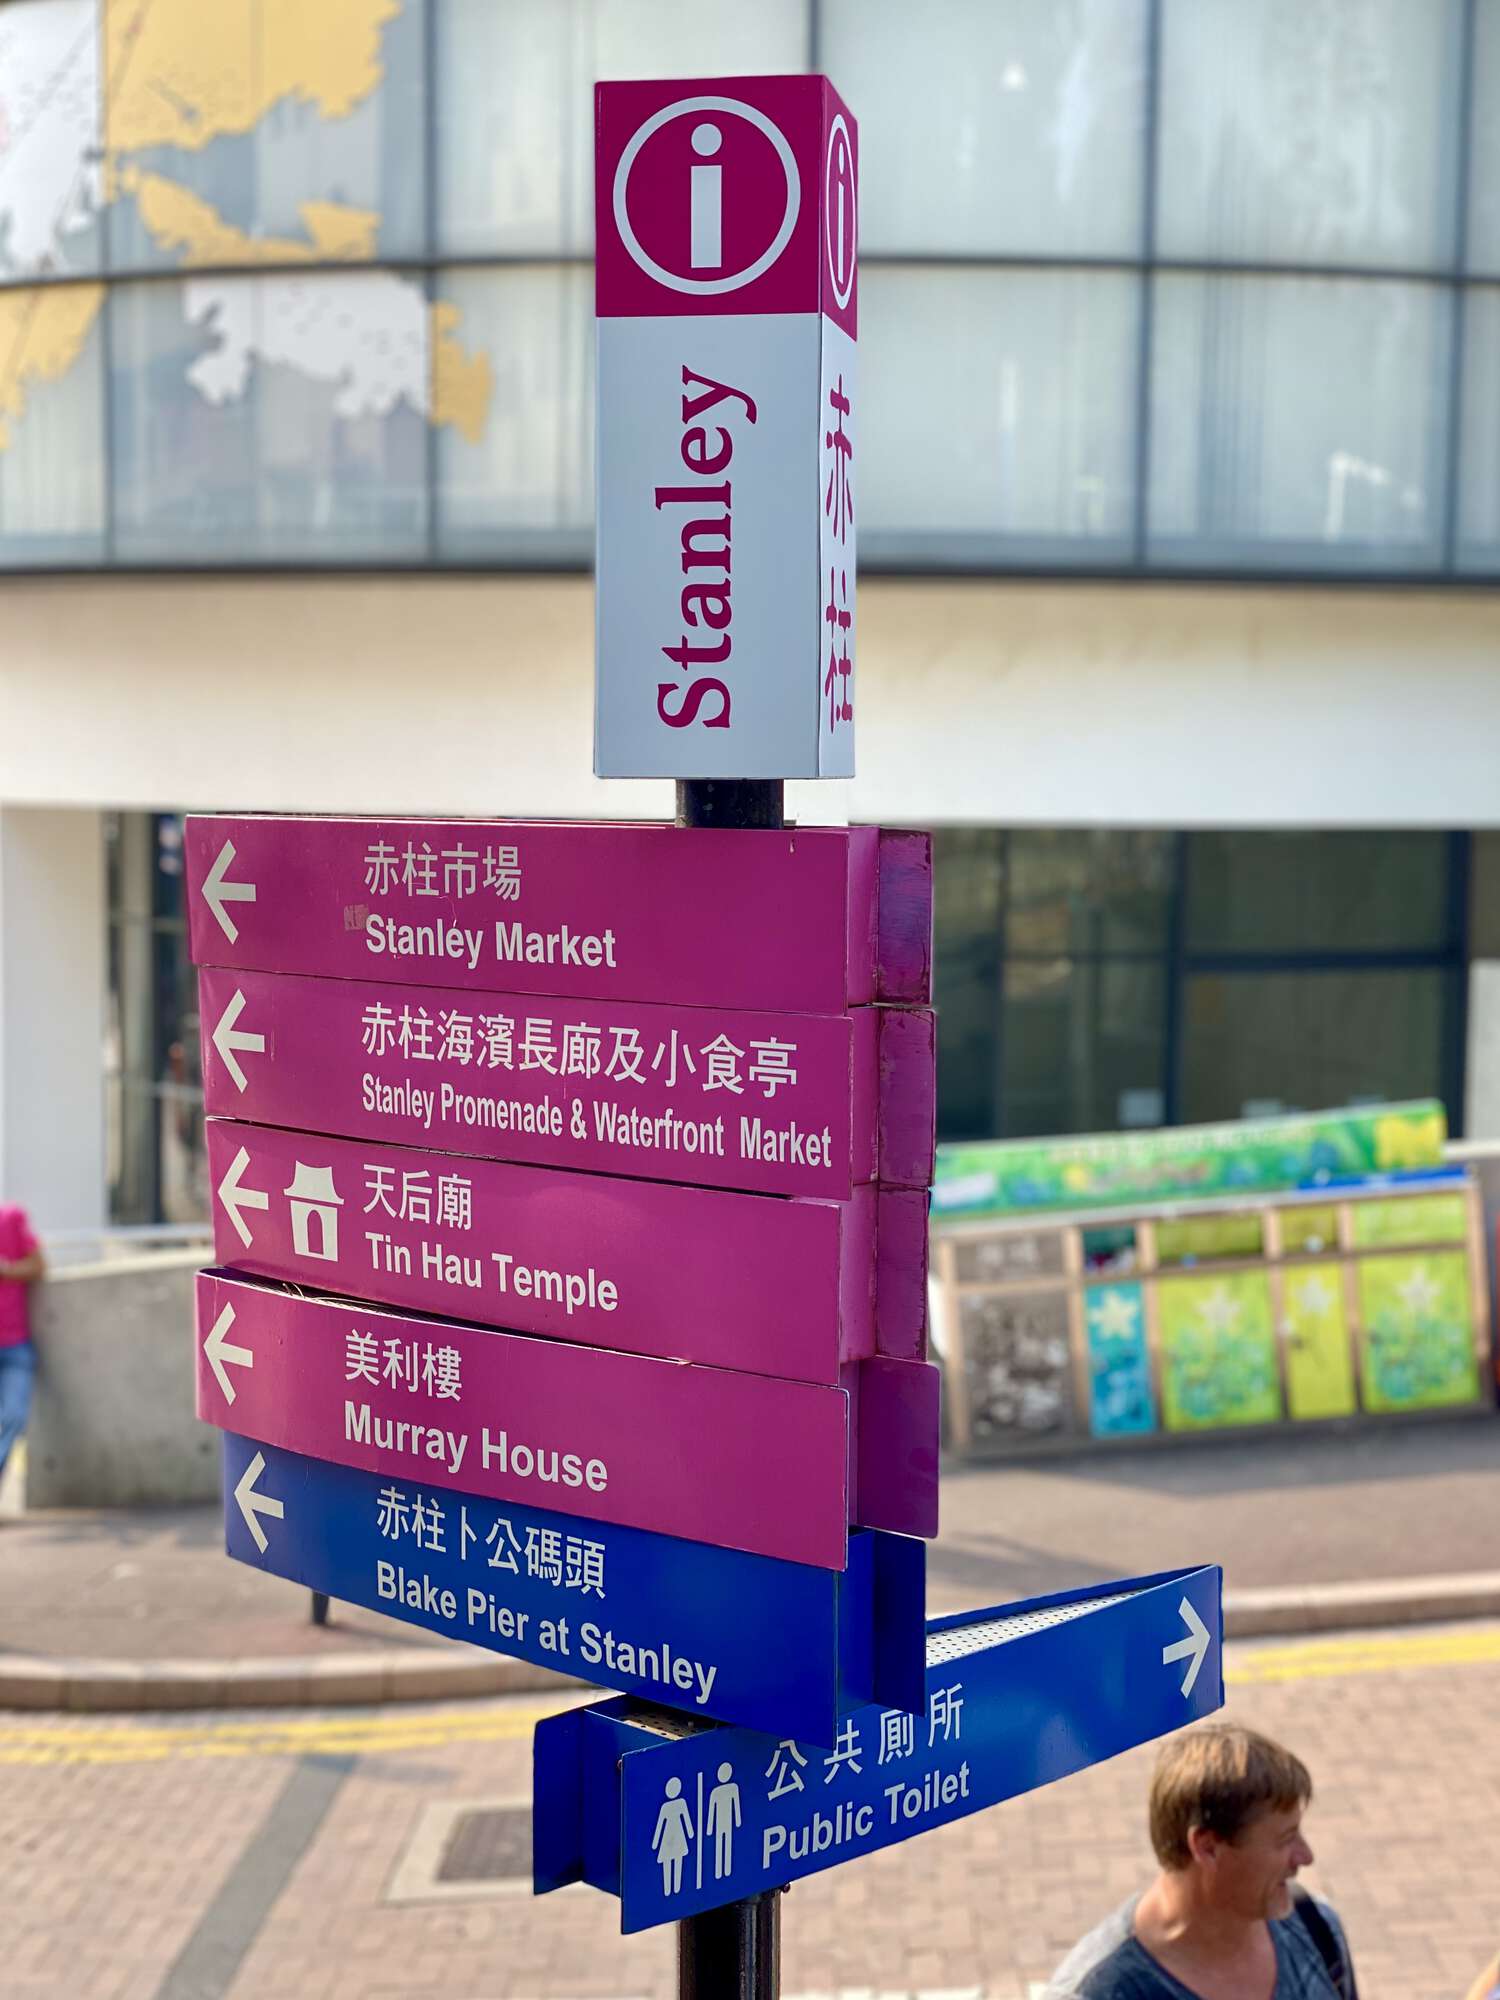 i
Stanley
赤柱
赤柱市場
Stanley Market
赤柱海濱長廊及小食亭
Stanley Promenade & Waterfront Market
天后廟
Tin Hau Temple
美利樓
Murray House
赤柱卜公碼頭
Blake Pier at Stanley
公共廁所
Public Toilet